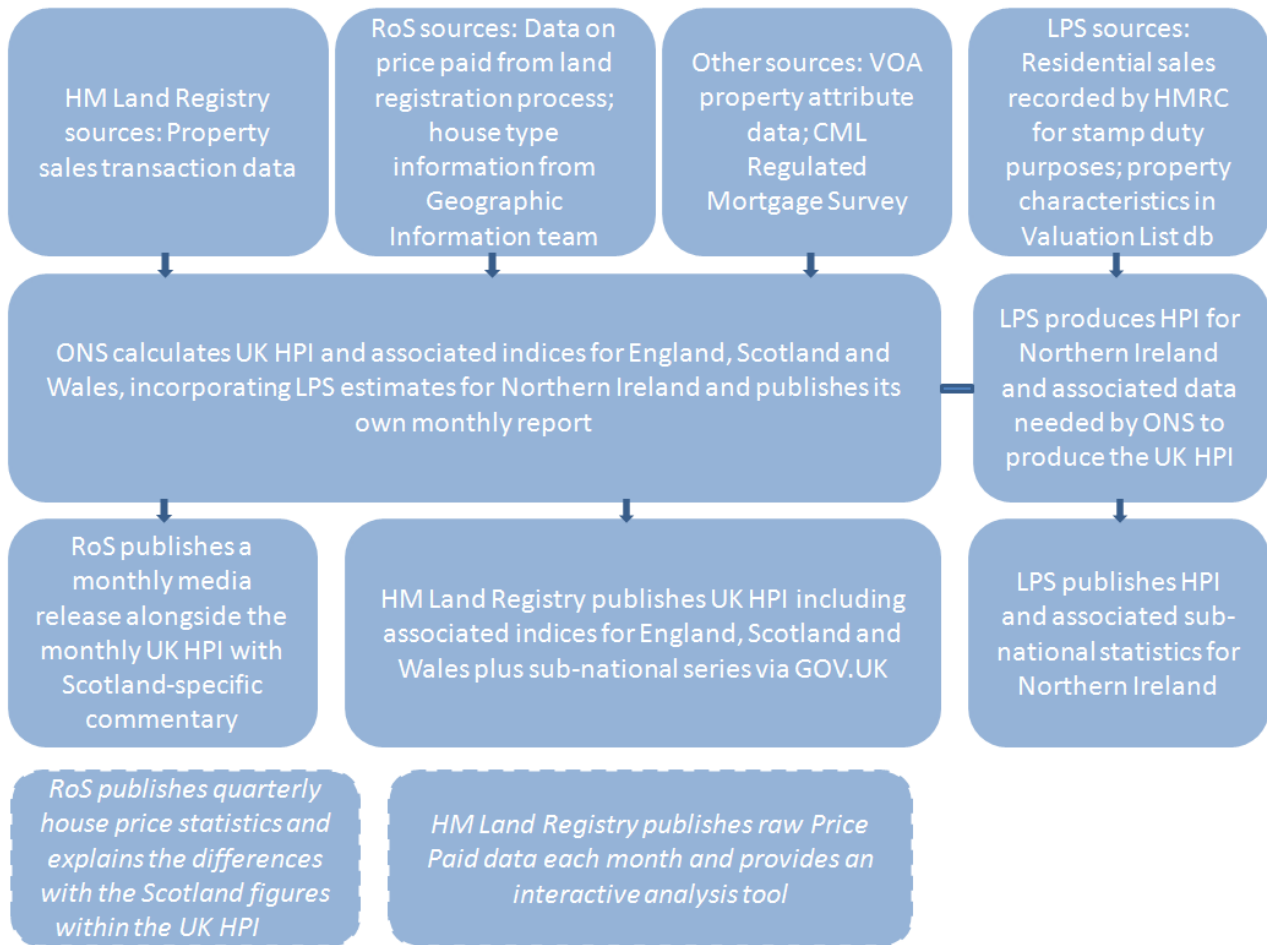 HM Land Registry
sources: Property
sales transaction data
RoS sources: Data on
price paid from land
registration process;
house type
information from
Geographic
Information team
Other sources: VOA
property attribute
data; CML
Regulated
Mortgage Survey
LPS sources:
Residential sales
recorded by HMRC
for stamp duty
purposes; property
characteristics in
Valuation List db
ONS calculates UK HPI and associated indices for England, Scotland and
Wales, incorporating LPS estimates for Northern Ireland and publishes its
own monthly report
LPS produces HPI for
Northern Ireland
and associated data
needed by ONS to
produce the UK HPI
RoS publishes a
monthly media
release alongside the
monthly UK HPI with
Scotland-specific
commentary
HM Land Registry publishes UK HPI including
associated indices for England, Scotland and
Wales plus sub-national series via GOV.UK
LPS publishes HPI
and associated sub-
national statistics for
Northern Ireland
RoS publishes quarterly
house price statistics and
explains the differences
with the Scotland figures
within the UK HPI
HM Land Registry publishes raw Price
Paid data each month and provides an
interactive analysis tool